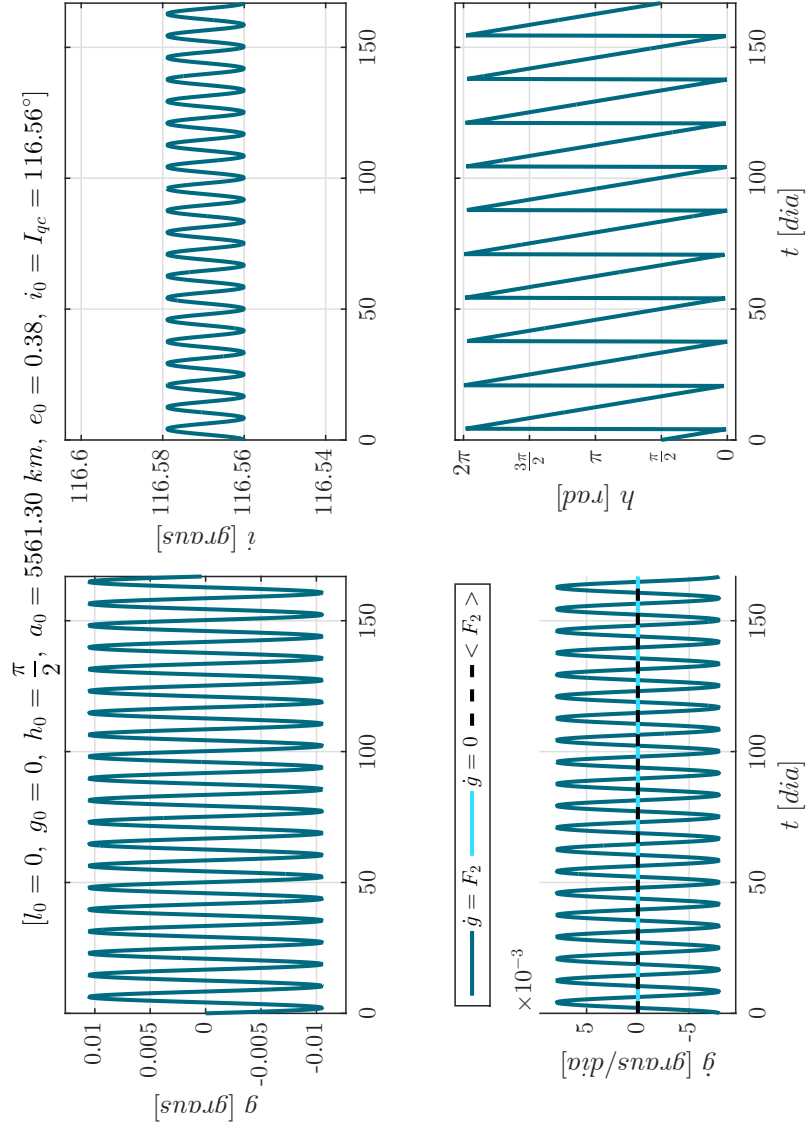 [l₀ = 0, g₀ = 0, h₀ = π/2, a₀ = 5561.30 km, e₀ = 0.38, i₀ = I_qc = 116.56°]
g [graus]
0.01
0.005
0
-0.005
-0.01
0
50
100
150
i [graus]
116.6
116.58
116.56
116.54
0
50
100
150
ġ = F₂
ġ = 0
< F₂ >
×10⁻³
ġ [graus/dia]
5
0
-5
0
50
100
150
t [dia]
h [rad]
2π
3π/2
π
π/2
0
0
50
100
150
t [dia]